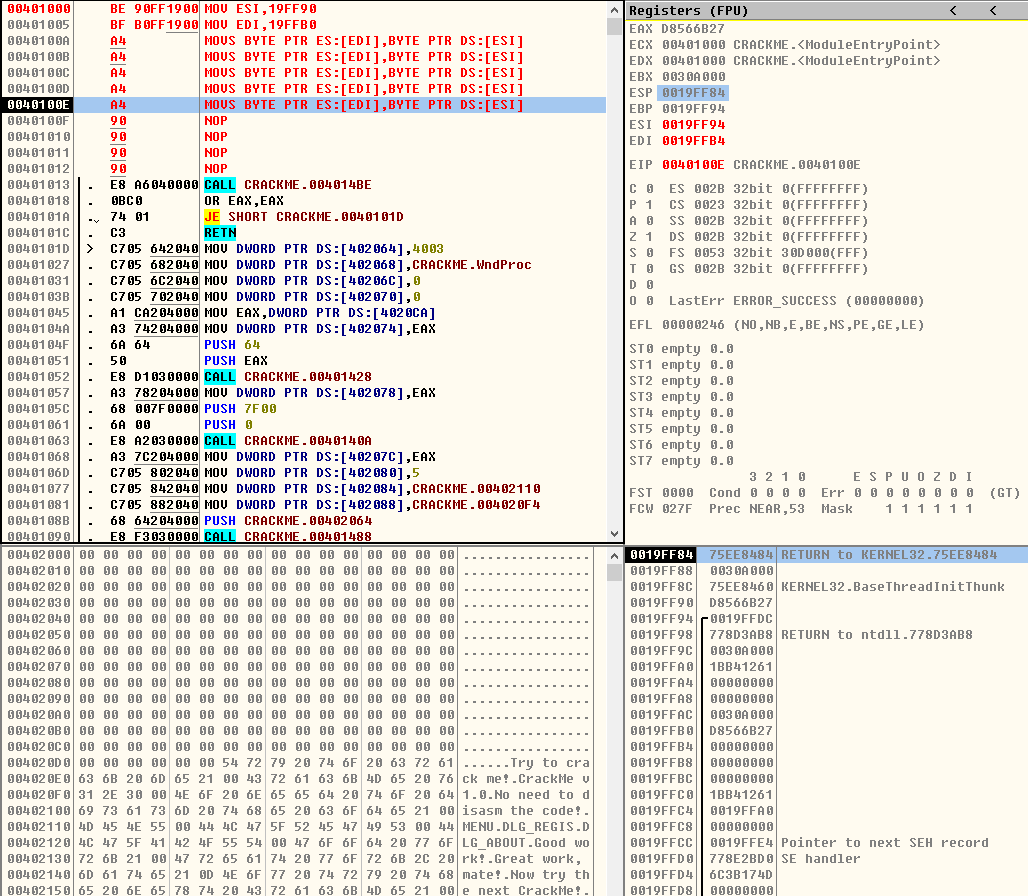 00401000 BE 90FF1900 MOV ESI,19FF90
00401005 BF B0FF1900 MOV EDI,19FFB0
0040100A A4 MOVS BYTE PTR ES:[EDI],BYTE PTR DS:[ESI]
0040100B A4 MOVS BYTE PTR ES:[EDI],BYTE PTR DS:[ESI]
0040100C A4 MOVS BYTE PTR ES:[EDI],BYTE PTR DS:[ESI]
0040100D A4 MOVS BYTE PTR ES:[EDI],BYTE PTR DS:[ESI]
0040100E A4 MOVS BYTE PTR ES:[EDI],BYTE PTR DS:[ESI]
0040100F 90 NOP
00401010 90 NOP
00401011 90 NOP
00401012 90 NOP
00401013 . E8 A6040000 CALL CRACKME.004014BE
00401018 . 0BC0 OR EAX,EAX
0040101A . 74 01 JE SHORT CRACKME.0040101D
0040101C . C3 RETN
0040101D > C705 642040 MOV DWORD PTR DS:[402064],4003
00401027 . C705 682040 MOV DWORD PTR DS:[402068],CRACKME.WndProc
00401031 . C705 6C2040 MOV DWORD PTR DS:[40206C],0
0040103B . C705 702040 MOV DWORD PTR DS:[402070],0
00401045 . A1 CA204000 MOV EAX,DWORD PTR DS:[4020CA]
0040104A . A3 74204000 MOV DWORD PTR DS:[402074],EAX
0040104F . 6A 64 PUSH 64
00401051 . 50 PUSH EAX
00401052 . E8 D1030000 CALL CRACKME.00401428
00401057 . A3 78204000 MOV DWORD PTR DS:[402078],EAX
0040105C . 68 007F0000 PUSH 7F00
00401061 . 6A 00 PUSH 0
00401063 . E8 A2030000 CALL CRACKME.0040140A
00401068 . A3 7C204000 MOV DWORD PTR DS:[40207C],EAX
0040106D . C705 802040 MOV DWORD PTR DS:[402080],5
00401077 . C705 842040 MOV DWORD PTR DS:[402084],CRACKME.00402110
00401081 . C705 882040 MOV DWORD PTR DS:[402088],CRACKME.004020F4
0040108B . 68 64204000 PUSH CRACKME.00402064
00401090 . E8 F3030000 CALL CRACKME.00401488
Registers (FPU) < <
EAX D8566B27
ECX 00401000 CRACKME.<ModuleEntryPoint>
EDX 00401000 CRACKME.<ModuleEntryPoint>
EBX 0030A000
ESP 0019FF84
EBP 0019FF94
ESI 0019FF94
EDI 0019FFB4
EIP 0040100E CRACKME.0040100E
C 0 ES 002B 32bit 0(FFFFFFFF)
P 1 CS 0023 32bit 0(FFFFFFFF)
A 0 SS 002B 32bit 0(FFFFFFFF)
Z 1 DS 002B 32bit 0(FFFFFFFF)
S 0 FS 0053 32bit 30D000(FFF)
T 0 GS 002B 32bit 0(FFFFFFFF)
D 0
O 0 LastErr ERROR_SUCCESS (00000000)
EFL 00000246 (NO,NB,E,BE,NS,PE,GE,LE)
ST0 empty 0.0
ST1 empty 0.0
ST2 empty 0.0
ST3 empty 0.0
ST4 empty 0.0
ST5 empty 0.0
ST6 empty 0.0
ST7 empty 0.0
3 2 1 0 E S P U O Z D I
FST 0000 Cond 0 0 0 0 Err 0 0 0 0 0 0 0 0 (GT)
FCW 027F Prec NEAR,53 Mask 1 1 1 1 1 1
00402000 00 00 00 00 00 00 00 00 00 00 00 00 00 00 00 00 ................
00402010 00 00 00 00 00 00 00 00 00 00 00 00 00 00 00 00 ................
00402020 00 00 00 00 00 00 00 00 00 00 00 00 00 00 00 00 ................
00402030 00 00 00 00 00 00 00 00 00 00 00 00 00 00 00 00 ................
00402040 00 00 00 00 00 00 00 00 00 00 00 00 00 00 00 00 ................
00402050 00 00 00 00 00 00 00 00 00 00 00 00 00 00 00 00 ................
00402060 00 00 00 00 00 00 00 00 00 00 00 00 00 00 00 00 ................
00402070 00 00 00 00 00 00 00 00 00 00 00 00 00 00 00 00 ................
00402080 00 00 00 00 00 00 00 00 00 00 00 00 00 00 00 00 ................
00402090 00 00 00 00 00 00 00 00 00 00 00 00 00 00 00 00 ................
004020A0 00 00 00 00 00 00 00 00 00 00 00 00 00 00 00 00 ................
004020B0 00 00 00 00 00 00 00 00 00 00 00 00 00 00 00 00 ................
004020C0 00 00 00 00 00 00 00 00 00 00 00 00 00 00 00 00 ................
004020D0 00 00 00 00 00 00 54 72 79 20 74 6F 20 63 72 61 ......Try to cra
004020E0 63 6B 20 6D 65 21 00 43 72 61 63 6B 4D 65 20 76 ck me!.CrackMe v
004020F0 31 2E 30 00 4E 6F 20 6E 65 65 64 20 74 6F 20 64 1.0.No need to d
00402100 69 73 61 73 6D 20 74 68 65 20 63 6F 64 65 21 00 isasm the code!.
00402110 4D 45 4E 55 00 44 4C 47 5F 52 45 47 49 53 00 44 MENU.DLG_REGIS.D
00402120 4C 47 5F 41 42 4F 55 54 00 47 6F 6F 64 20 77 6F LG_ABOUT.Good wo
00402130 72 6B 21 00 47 72 65 61 74 20 77 6F 72 6B 2C 20 rk!.Great work,
00402140 6D 61 74 65 21 0D 4E 6F 77 20 74 72 79 20 74 68 mate!.Now try th
00402150 65 20 6E 65 78 74 20 43 72 61 63 6B 4D 65 21 00 e next CrackMe!.
0019FF84 75EE8484 RETURN to KERNEL32.75EE8484
0019FF88 0030A000
0019FF8C 75EE8460 KERNEL32.BaseThreadInitThunk
0019FF90 D8566B27
0019FF94 0019FFDC
0019FF98 778D3AB8 RETURN to ntdll.778D3AB8
0019FF9C 0030A000
0019FFA0 1BB41261
0019FFA4 00000000
0019FFA8 00000000
0019FFAC 0030A000
0019FFB0 D8566B27
0019FFB4 00000000
0019FFB8 00000000
0019FFBC 00000000
0019FFC0 1BB41261
0019FFC4 0019FFA0
0019FFC8 00000000
0019FFCC 0019FFE4 Pointer to next SEH record
0019FFD0 778E2BD0 SE handler
0019FFD4 6C3B174D
0019FFD8 00000000